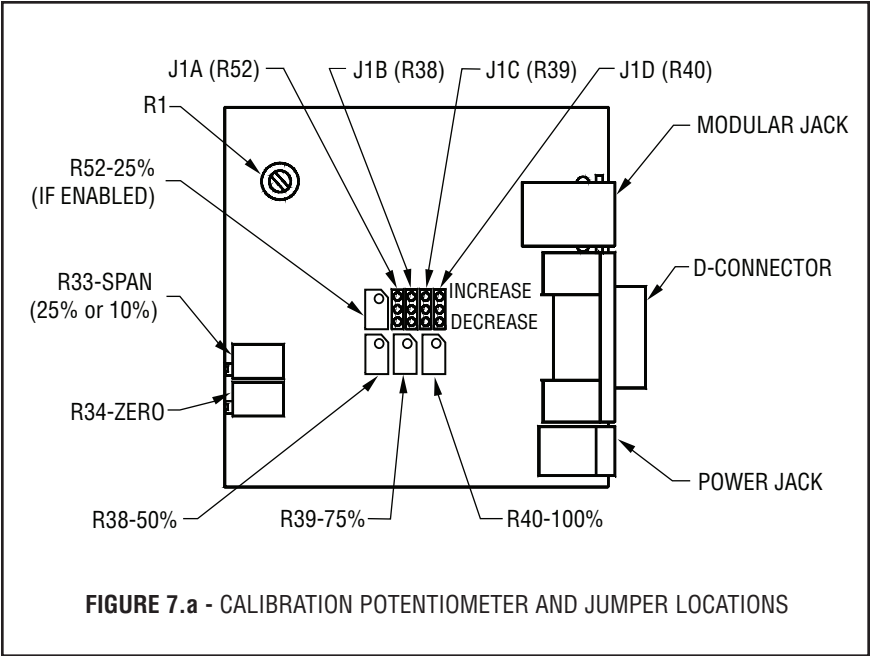 J1A (R52)
J1B (R38)
J1C (R39)
J1D (R40)
R1
MODULAR JACK
R52-25%
(IF ENABLED)
D-CONNECTOR
R33-SPAN
(25% or 10%)
INCREASE
DECREASE
R34-ZERO
POWER JACK
R38-50%
R39-75%
R40-100%
FIGURE 7.a - CALIBRATION POTENTIOMETER AND JUMPER LOCATIONS